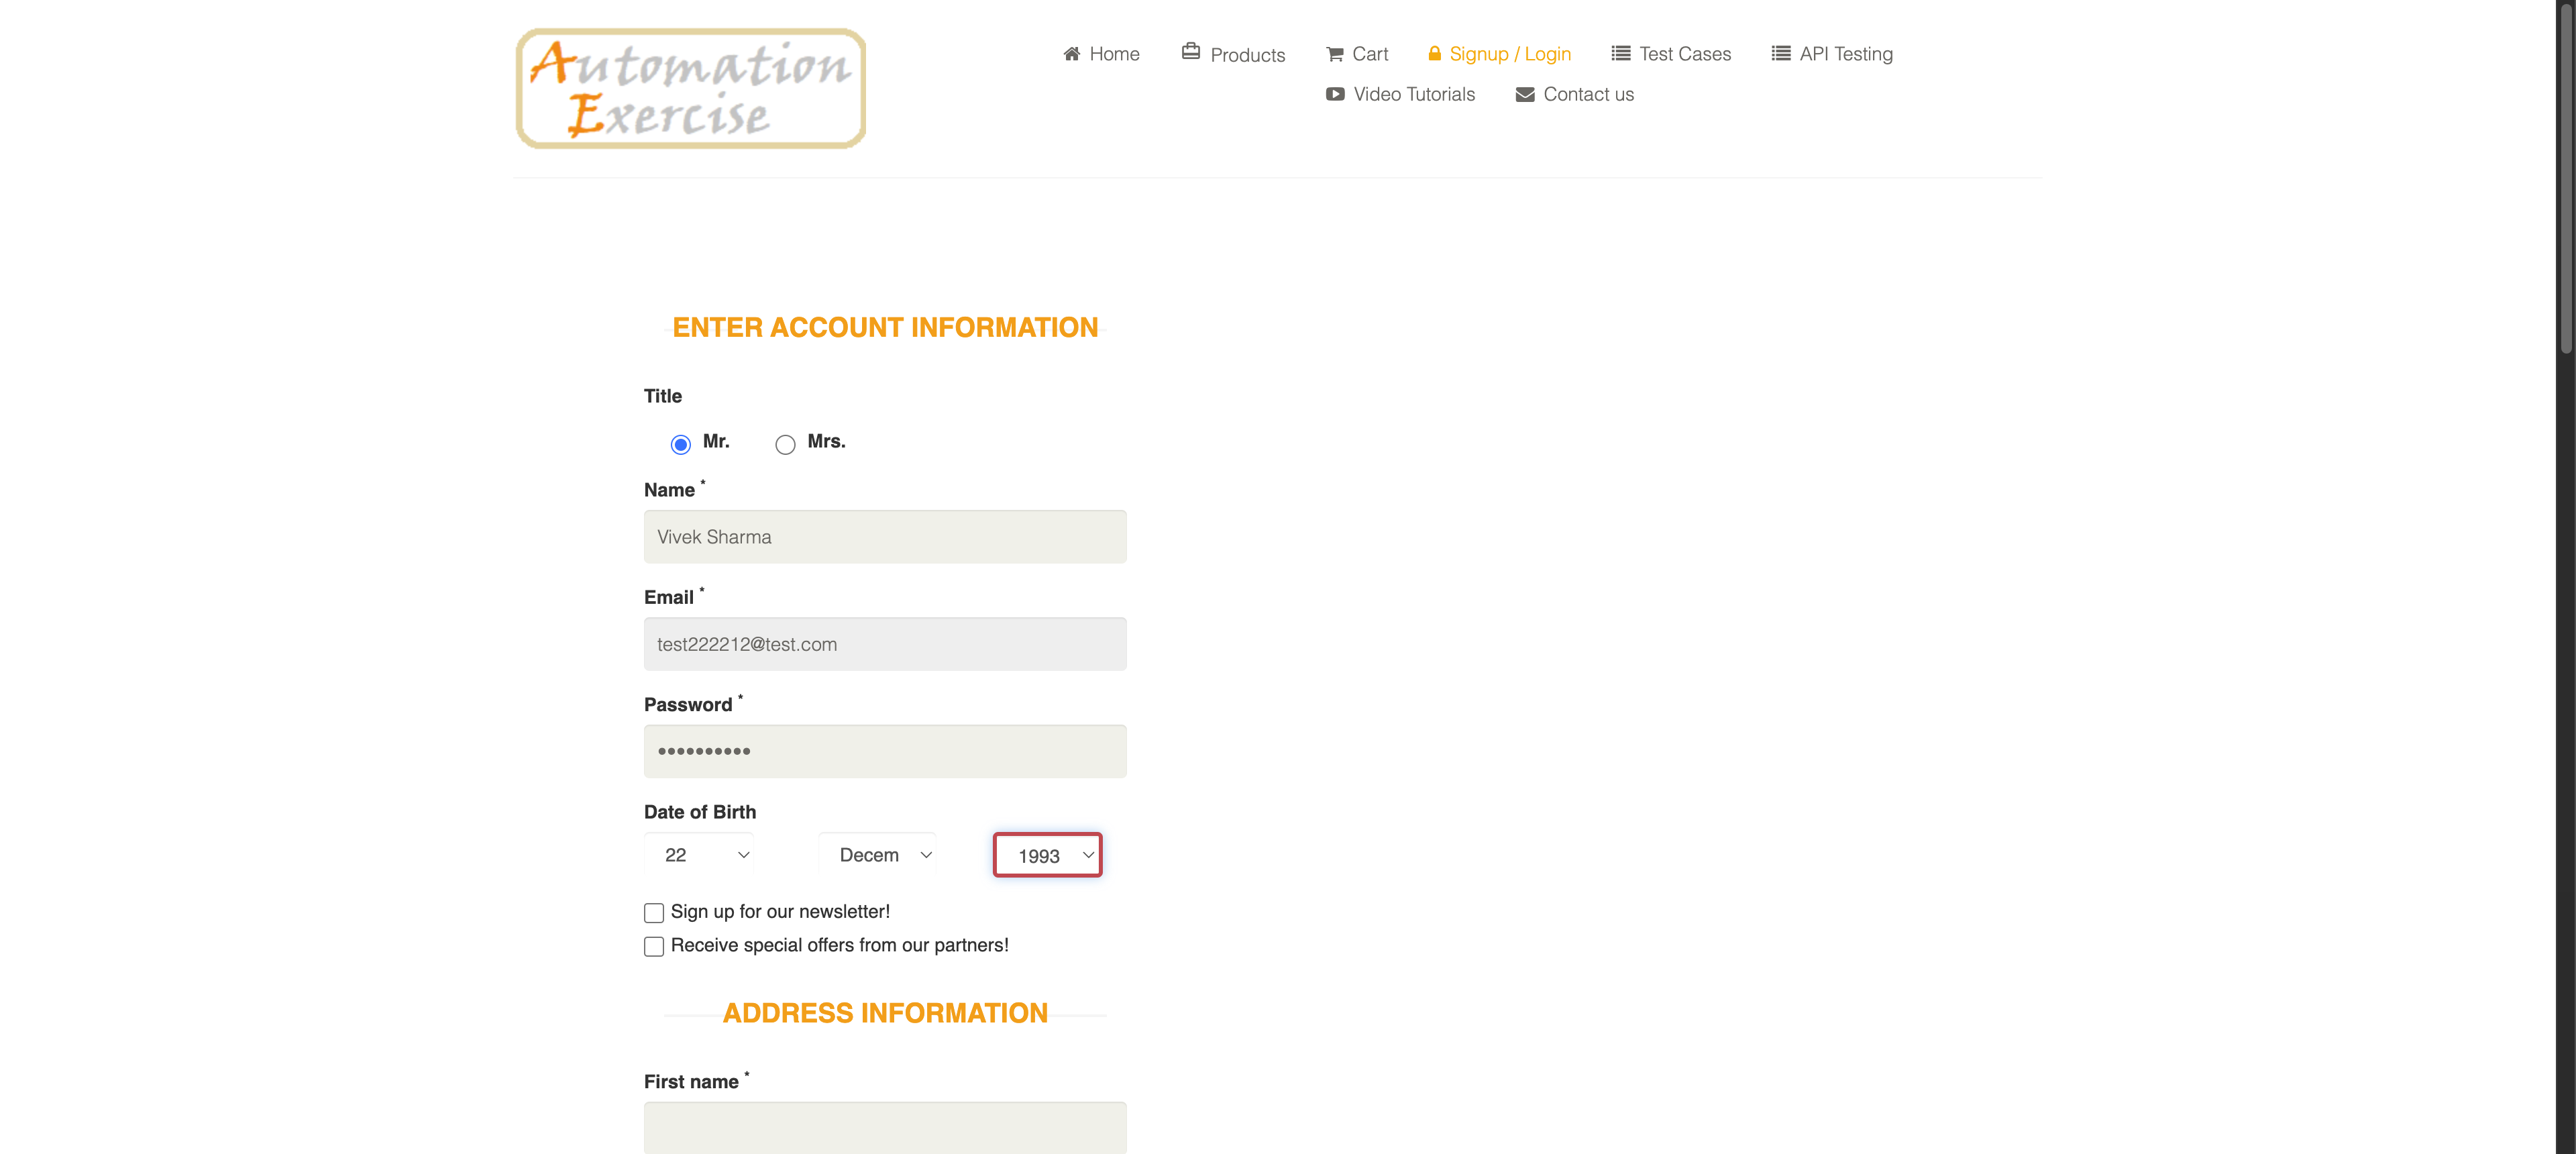 Automation
Exercise
Home Products Cart Signup / Login Test Cases API Testing
Video Tutorials Contact us
ENTER ACCOUNT INFORMATION
Title
Mr. Mrs.
Name *
Vivek Sharma
Email *
test222212@test.com
Password *
••••••••••
Date of Birth
22 Decem 1993
Sign up for our newsletter!
Receive special offers from our partners!
ADDRESS INFORMATION
First name *